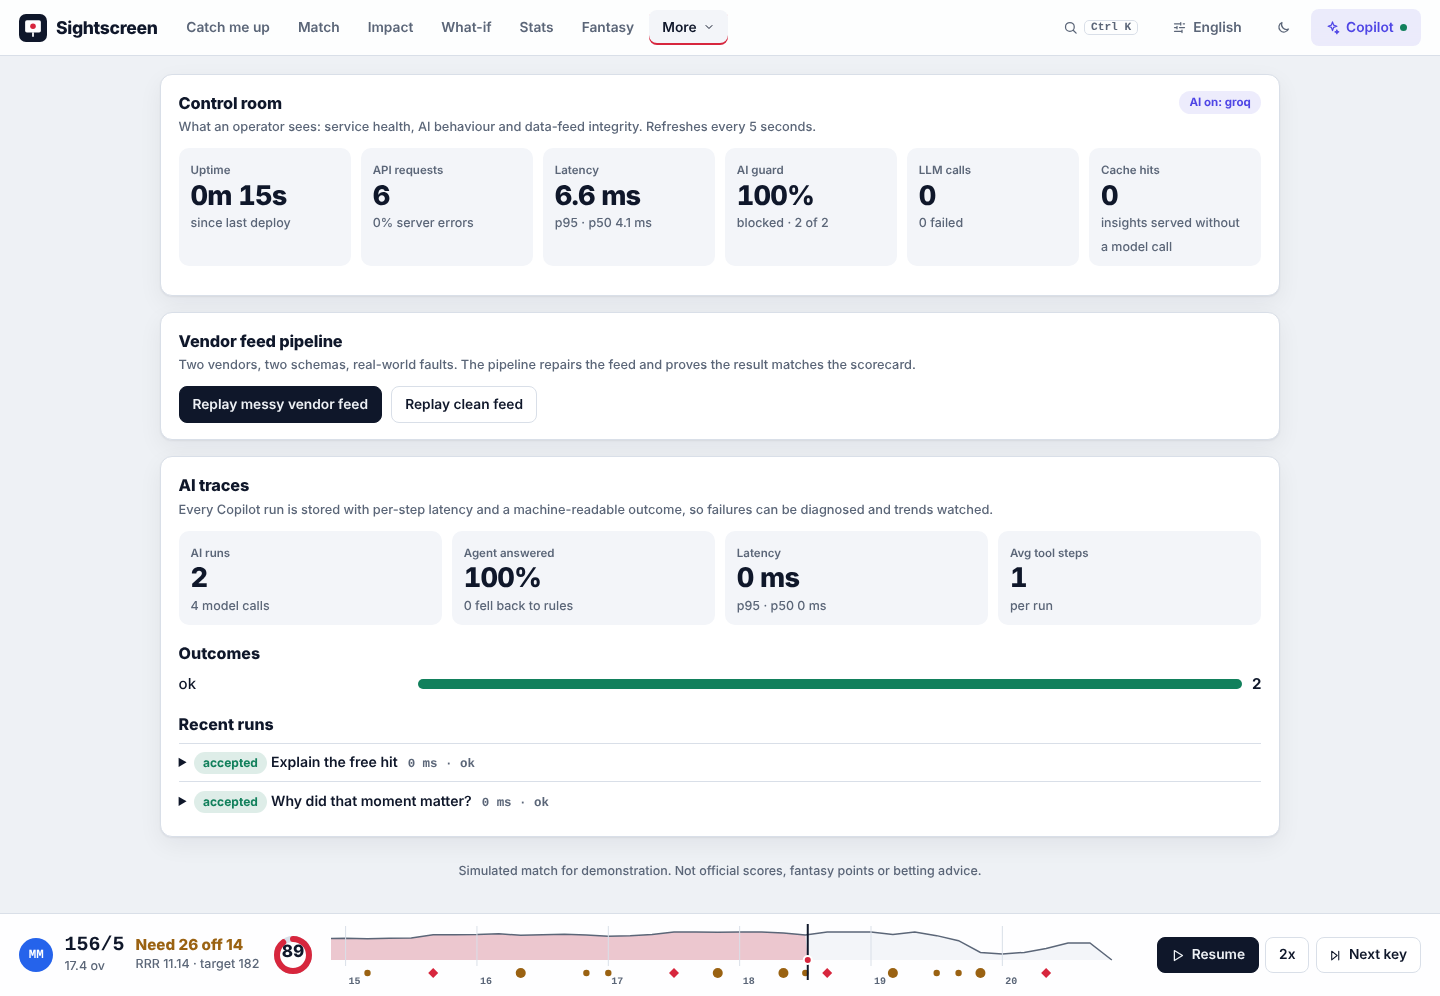 Sightscreen
Catch me up
Match
Impact
What-if
Stats
Fantasy
More
Ctrl K
English
Copilot
Control room
AI on: groq
What an operator sees: service health, AI behaviour and data-feed integrity. Refreshes every 5 seconds.
Uptime
0m 15s
since last deploy
API requests
6
0% server errors
Latency
6.6 ms
p95 · p50 4.1 ms
AI guard
100%
blocked · 2 of 2
LLM calls
0
0 failed
Cache hits
0
insights served without
a model call
Vendor feed pipeline
Two vendors, two schemas, real-world faults. The pipeline repairs the feed and proves the result matches the scorecard.
Replay messy vendor feed
Replay clean feed
AI traces
Every Copilot run is stored with per-step latency and a machine-readable outcome, so failures can be diagnosed and trends watched.
AI runs
2
4 model calls
Agent answered
100%
0 fell back to rules
Latency
0 ms
p95 · p50 0 ms
Avg tool steps
1
per run
Outcomes
ok
2
Recent runs
accepted Explain the free hit 0 ms · ok
accepted Why did that moment matter? 0 ms · ok
Simulated match for demonstration. Not official scores, fantasy points or betting advice.
MM
156/5
17.4 ov
Need 26 off 14
RRR 11.14 · target 182
89
15
16
17
18
19
20
Resume
2x
Next key